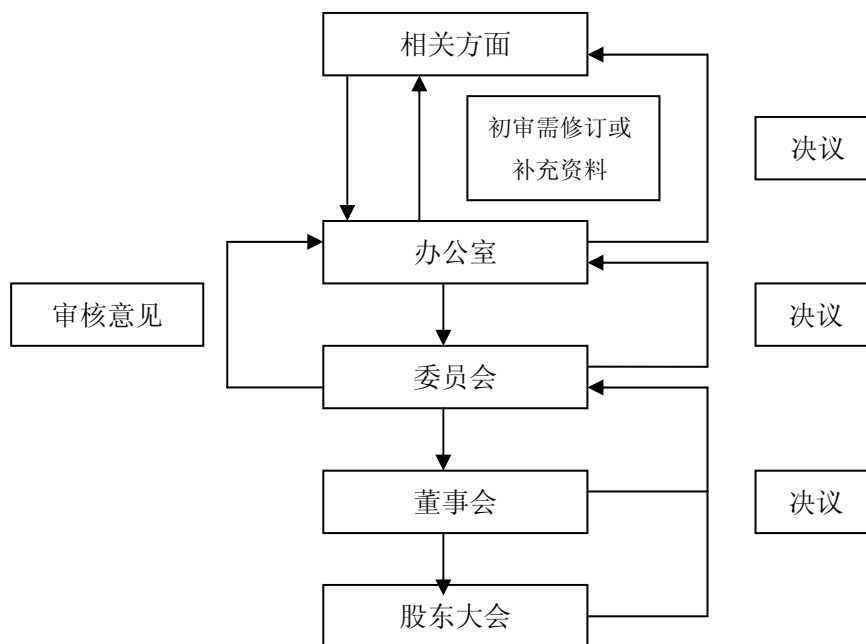 相关方面
初审需修订或
补充资料
决议
办公室
审核意见
决议
委员会
董事会
决议
股东大会